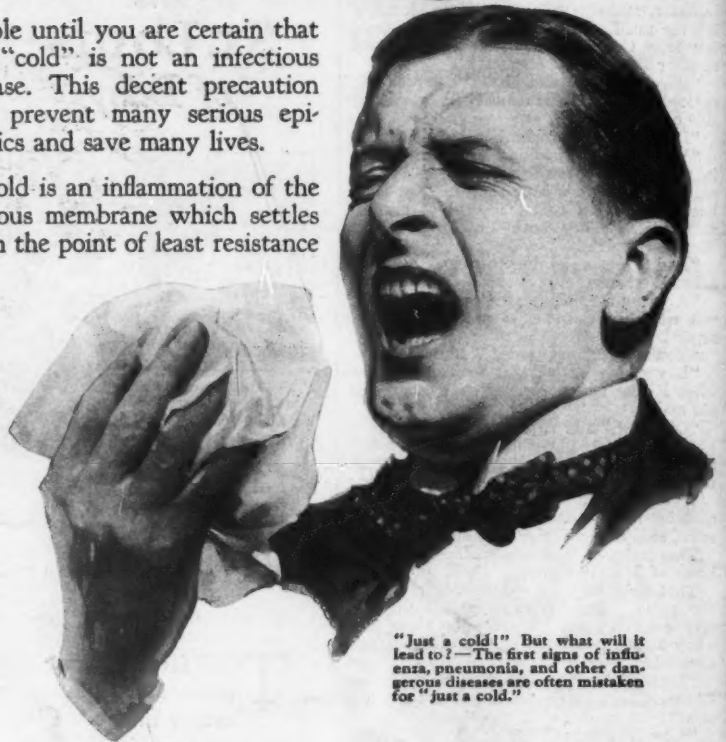 ple until you are certain that
"cold" is not an infectious
ase. This decent precaution
prevent many serious epi-
ics and save many lives.
old is an inflammation of the
ous membrane which settles
n the point of least resistance
"Just a cold!" But what will it
lead to?—The first signs of influ-
enza, pneumonia, and other dan-
gerous diseases are often mistaken
for "just a cold."